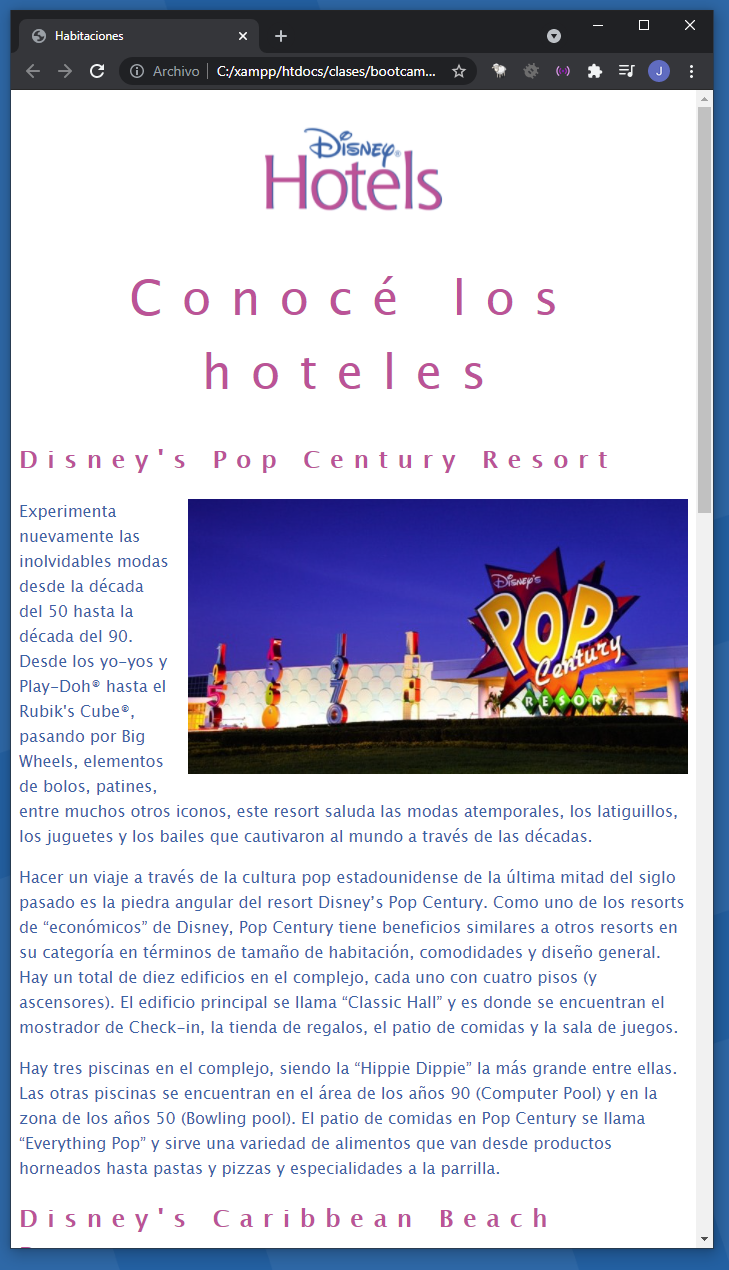 Habitaciones
Archivo
C:/xampp/htdocs/clases/bootcam...
J
Disney®
Hotels
Conocé los
hoteles
Disney's Pop Century Resort
Experimenta
nuevamente las
inolvidables modas
desde la década
del 50 hasta la
década del 90.
Desde los yo-yos y
Play-Doh® hasta el
Rubik's Cube®,
pasando por Big
Wheels, elementos
de bolos, patines,
Disney's
POP
Century
RESORT
entre muchos otros iconos, este resort saluda las modas atemporales, los latiguillos,
los juguetes y los bailes que cautivaron al mundo a través de las décadas.
Hacer un viaje a través de la cultura pop estadounidense de la última mitad del siglo
pasado es la piedra angular del resort Disney’s Pop Century. Como uno de los resorts
de “económicos” de Disney, Pop Century tiene beneficios similares a otros resorts en
su categoría en términos de tamaño de habitación, comodidades y diseño general.
Hay un total de diez edificios en el complejo, cada uno con cuatro pisos (y
ascensores). El edificio principal se llama “Classic Hall” y es donde se encuentran el
mostrador de Check-in, la tienda de regalos, el patio de comidas y la sala de juegos.
Hay tres piscinas en el complejo, siendo la “Hippie Dippie” la más grande entre ellas.
Las otras piscinas se encuentran en el área de los años 90 (Computer Pool) y en la
zona de los años 50 (Bowling pool). El patio de comidas en Pop Century se llama
“Everything Pop” y sirve una variedad de alimentos que van desde productos
horneados hasta pastas y pizzas y especialidades a la parrilla.
Disney's Caribbean Beach